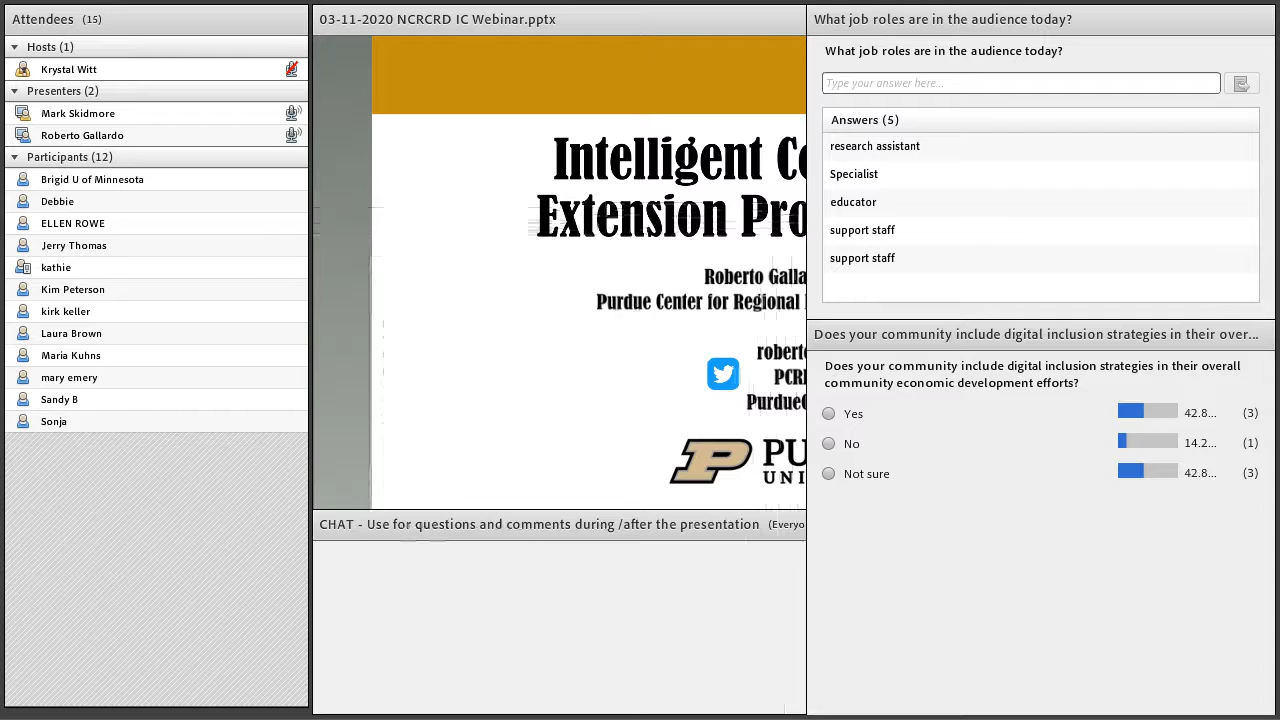 Attendees (15)
Hosts (1)
Krystal Witt
Presenters (2)
Mark Skidmore
Roberto Gallardo
Participants (12)
Brigid U of Minnesota
Debbie
ELLEN ROWE
Jerry Thomas
kathie
Kim Peterson
kirk keller
Laura Brown
Maria Kuhns
mary emery
Sandy B
Sonja
03-11-2020 NCRCRD IC Webinar.pptx
Intelligent Co
Extension Pro
Roberto Galla
Purdue Center for Regional
roberto
PCR
Purdue
PU
UNI
CHAT - Use for questions and comments during /after the presentation (Everyo
What job roles are in the audience today?
What job roles are in the audience today?
Type your answer here...
Answers (5)
research assistant
Specialist
educator
support staff
support staff
Does your community include digital inclusion strategies in their over...
Does your community include digital inclusion strategies in their overall
community economic development efforts?
Yes 42.8... (3)
No 14.2... (1)
Not sure 42.8... (3)